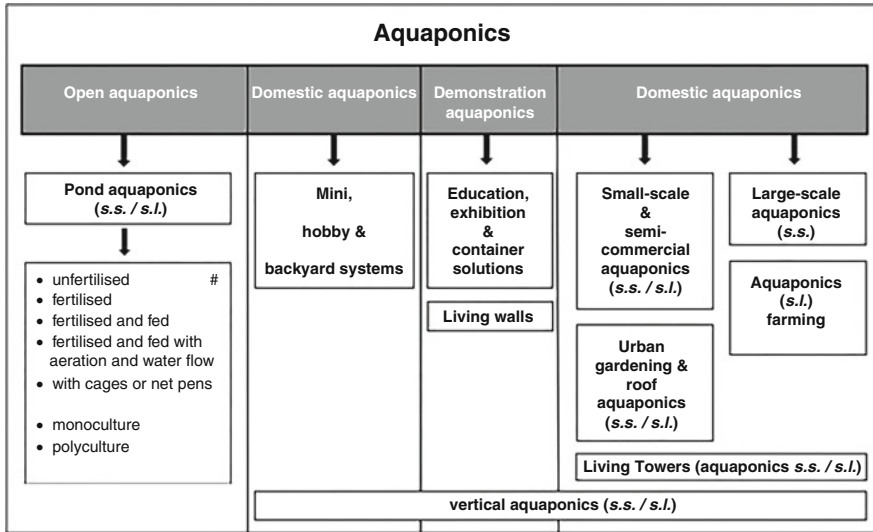 Aquaponics
Open aquaponics
Domestic aquaponics
Demonstration
aquaponics
Domestic aquaponics
Pond aquaponics
(s.s. / s.l.)
• unfertilised #
• fertilised
• fertilised and fed
• fertilised and fed with
aeration and water flow
• with cages or net pens
• monoculture
• polyculture
Mini,
hobby &
backyard systems
Education,
exhibition
&
container
solutions
Living walls
Small-scale
&
semi-
commercial
aquaponics
(s.s. / s.l.)
Urban
gardening &
roof
aquaponics
(s.s. / s.l.)
Large-scale
aquaponics
(s.s.)
Aquaponics
(s.l.)
farming
Living Towers (aquaponics s.s. / s.l.)
vertical aquaponics (s.s. / s.l.)